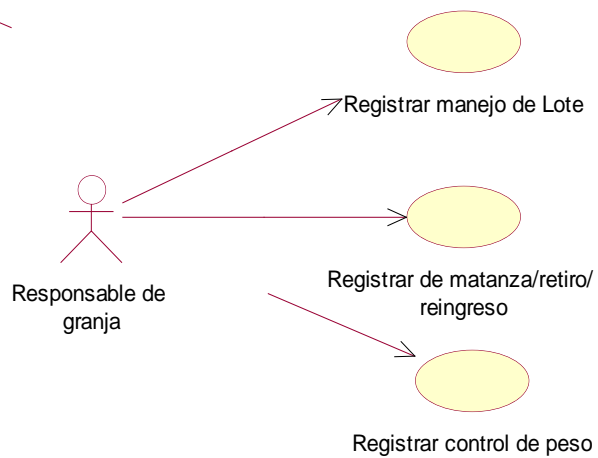 Registrar manejo de Lote
Registrar de matanza/retiro/
reingreso
Responsable de
granja
Registrar control de peso